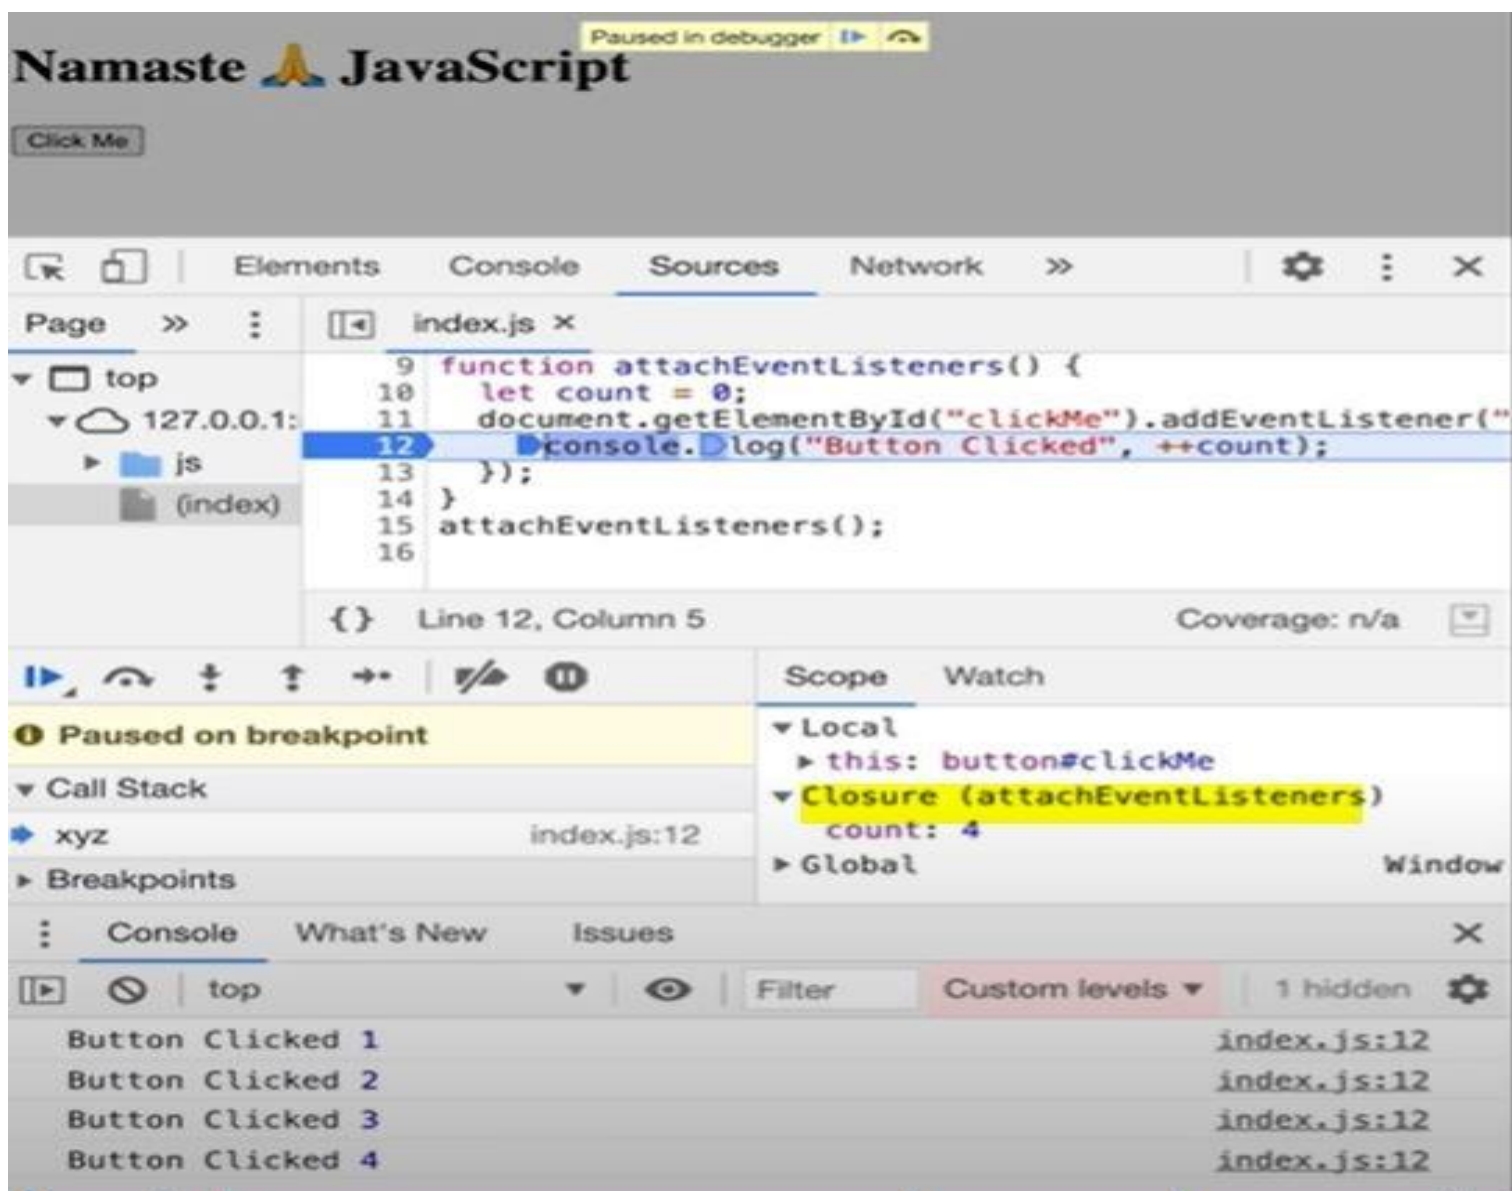 Paused in debugger
Namaste 🙏 JavaScript
Click Me
Elements Console Sources Network »
Page » index.js ×
top
127.0.0.1:
js
(index)
9 function attachEventListeners() {
10 let count = 0;
11 document.getElementById("clickMe").addEventListener("
12 console.log("Button Clicked", ++count);
13 });
14 }
15 attachEventListeners();
16
{} Line 12, Column 5 Coverage: n/a
Scope Watch
Paused on breakpoint
Call Stack
xyz index.js:12
Breakpoints
Local
this: button#clickMe
Closure (attachEventListeners)
count: 4
Global Window
Console What's New Issues
top Filter Custom levels 1 hidden
Button Clicked 1 index.js:12
Button Clicked 2 index.js:12
Button Clicked 3 index.js:12
Button Clicked 4 index.js:12